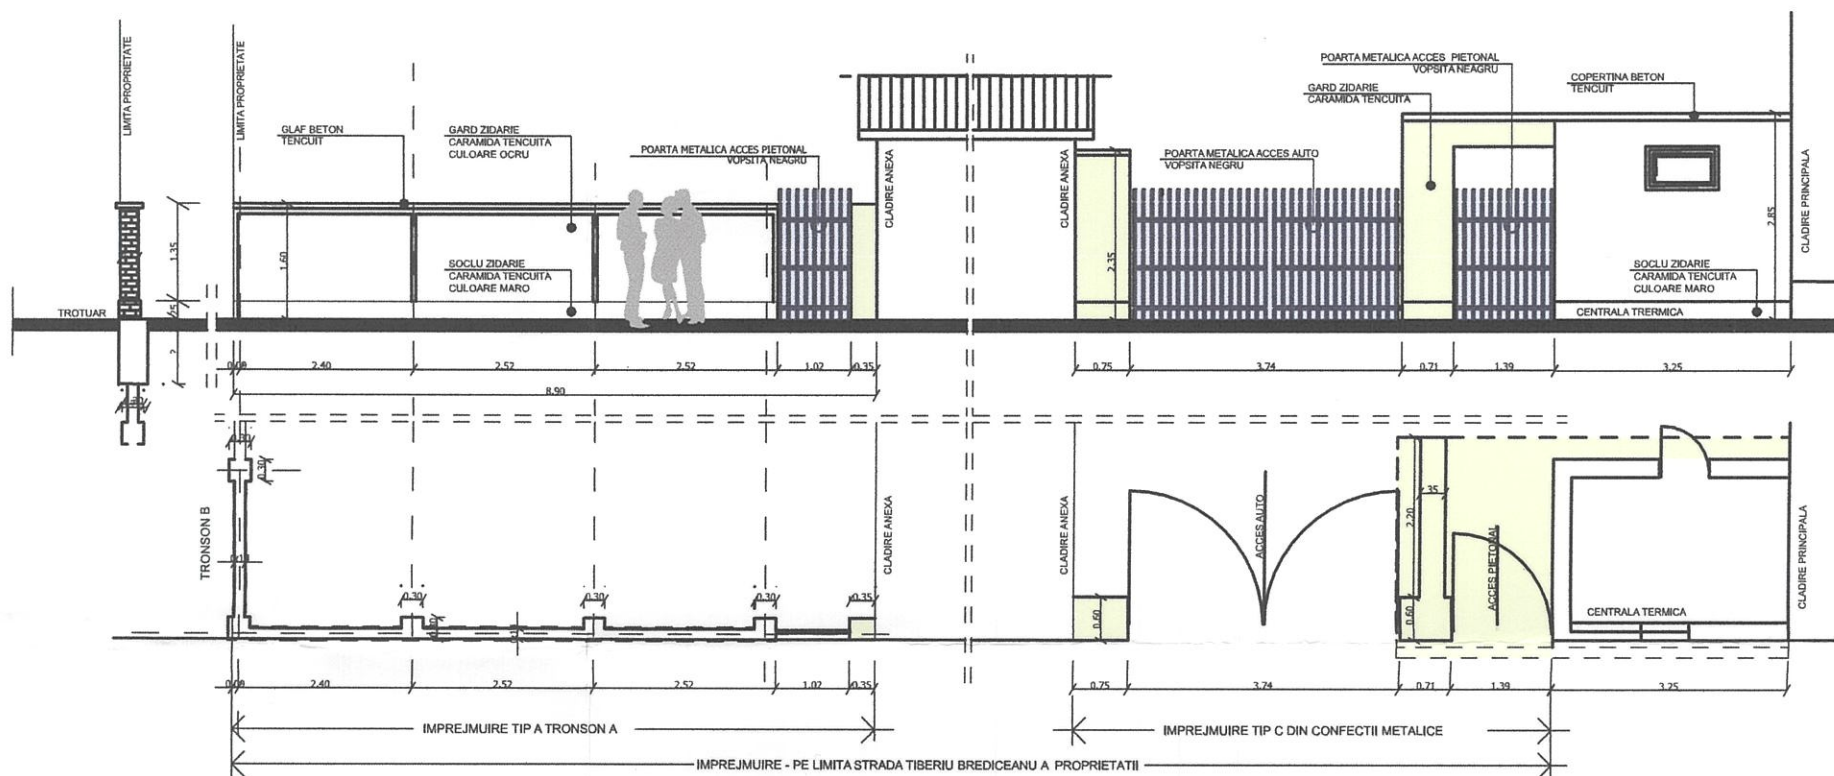 LIMITA PROPRIETATE
LIMITA PROPRIETATE
GLAF BETON
TENCUIT
GARD ZIDARIE
CARAMIDA TENCUITA
CULOARE OCRU
POARTA METALICA ACCES PIETONAL
VOPSITA NEAGRU
CLADIRE ANEXA
CLADIRE ANEXA
POARTA METALICA ACCES AUTO
VOPSITA NEGRU
POARTA METALICA ACCES PIETONAL
VOPSITA NEAGRU
GARD ZIDARIE
CARAMIDA TENCUITA
COPERTINA BETON
TENCUIT
CLADIRE PRINCIPALA
1.35
1.60
SOCLU ZIDARIE
CARAMIDA TENCUITA
CULOARE MARO
2.35
2.85
SOCLU ZIDARIE
CARAMIDA TENCUITA
CULOARE MARO
CENTRALA TRERMICA
TROTUAR
?
0.09
2.40
2.52
2.52
1.02
0.35
0.75
3.74
0.71
1.39
3.25
8.90
0.30
0.30
TRONSON B
CLADIRE ANEXA
CLADIRE ANEXA
ACCES AUTO
.35
2.20
ACCES PIETONAL
CLADIRE PRINCIPALA
0.30
0.30
0.30
0.35
0.60
0.60
CENTRALA TERMICA
0.09
2.40
2.52
2.52
1.02
0.35
0.75
3.74
0.71
1.39
3.25
IMPREJMUIRE TIP A TRONSON A
IMPREJMUIRE TIP C DIN CONFECTII METALICE
IMPREJMUIRE - PE LIMITA STRADA TIBERIU BREDICEANU A PROPRIETATII